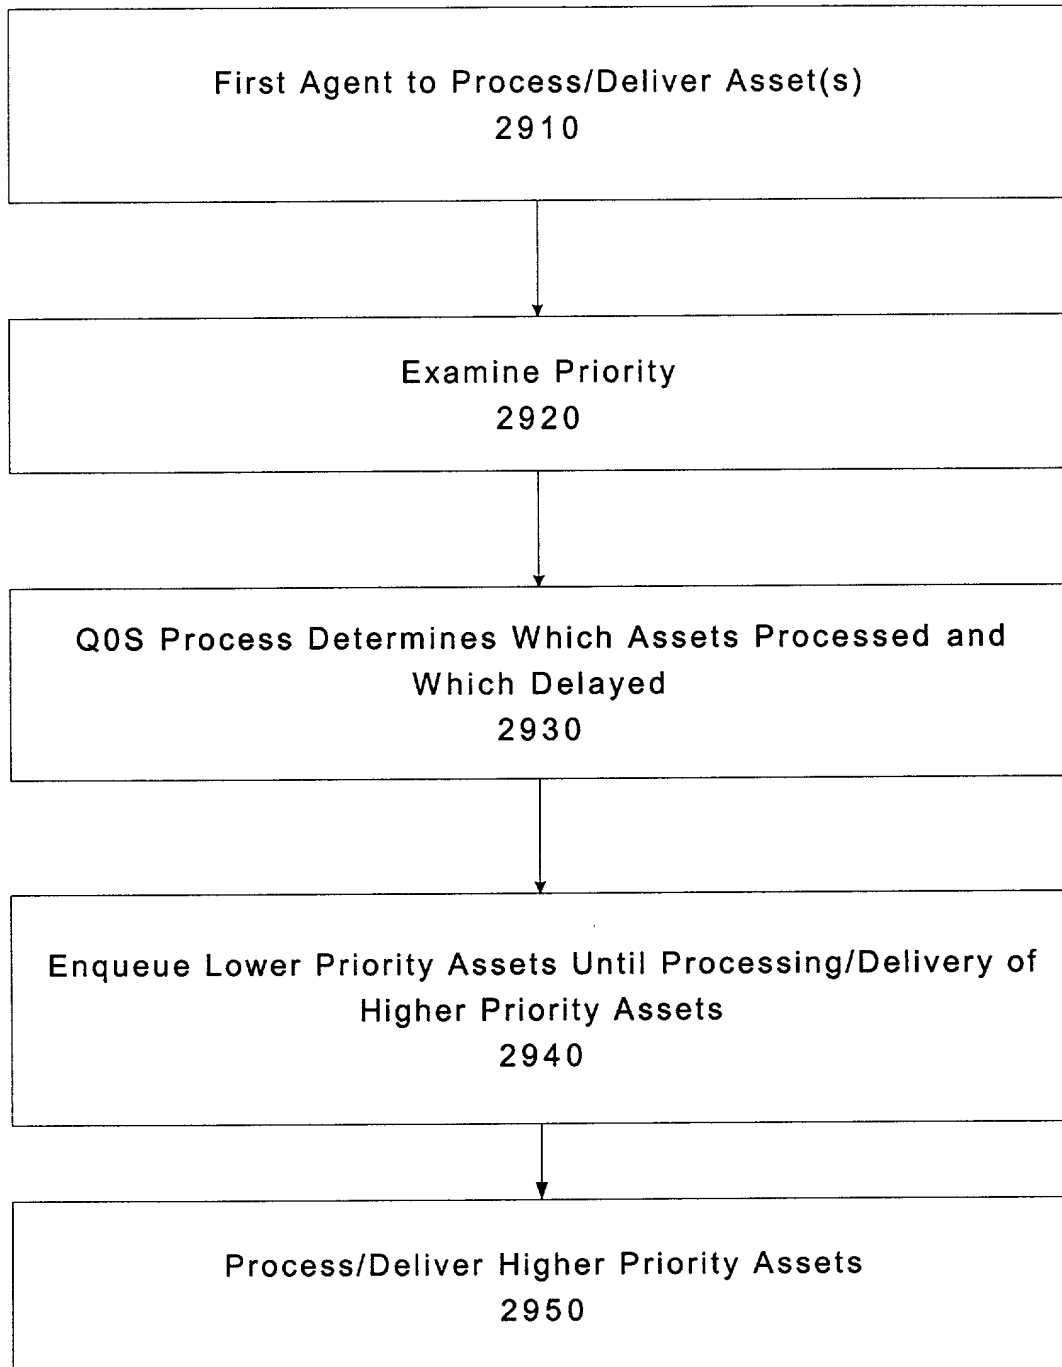 First Agent to Process/Deliver Asset(s)
2910
Examine Priority
2920
Q0S Process Determines Which Assets Processed and
Which Delayed
2930
Enqueue Lower Priority Assets Until Processing/Delivery of
Higher Priority Assets
2940
Process/Deliver Higher Priority Assets
2950